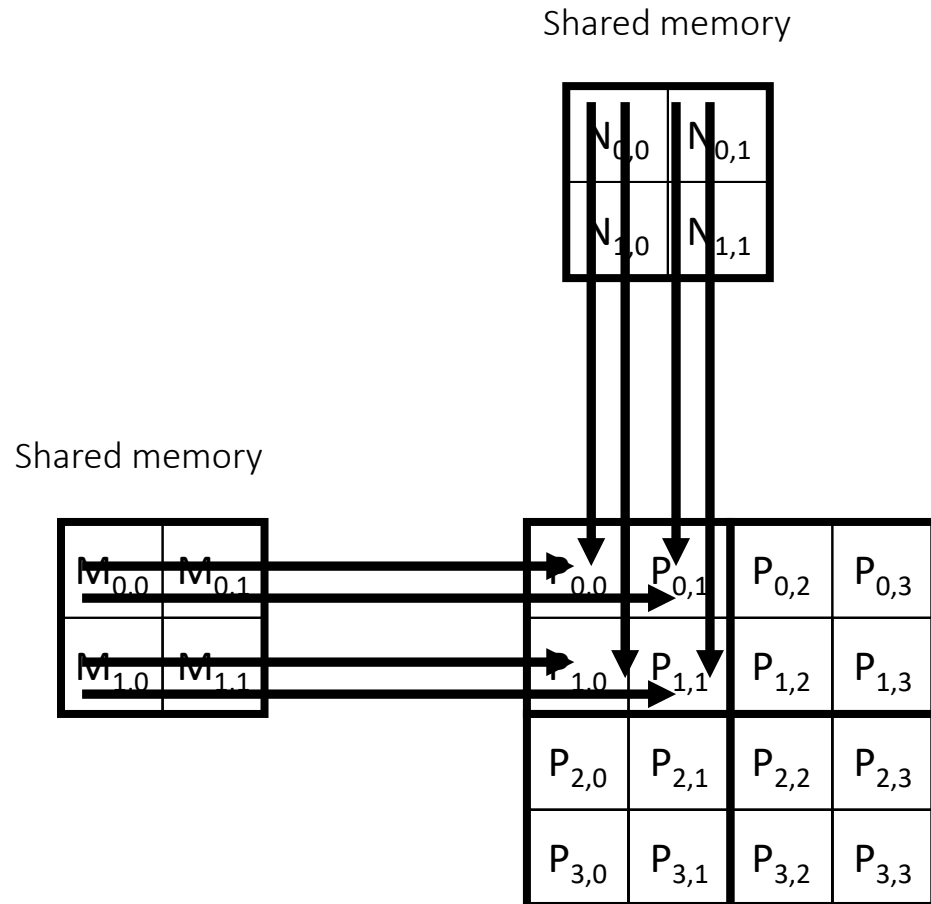 Shared memory
N0,0 N0,1
N1,0 N1,1
Shared memory
M0,0 M0,1 P0,0 P0,1 P0,2 P0,3
M1,0 M1,1 P1,0 P1,1 P1,2 P1,3
P2,0 P2,1 P2,2 P2,3
P3,0 P3,1 P3,2 P3,3